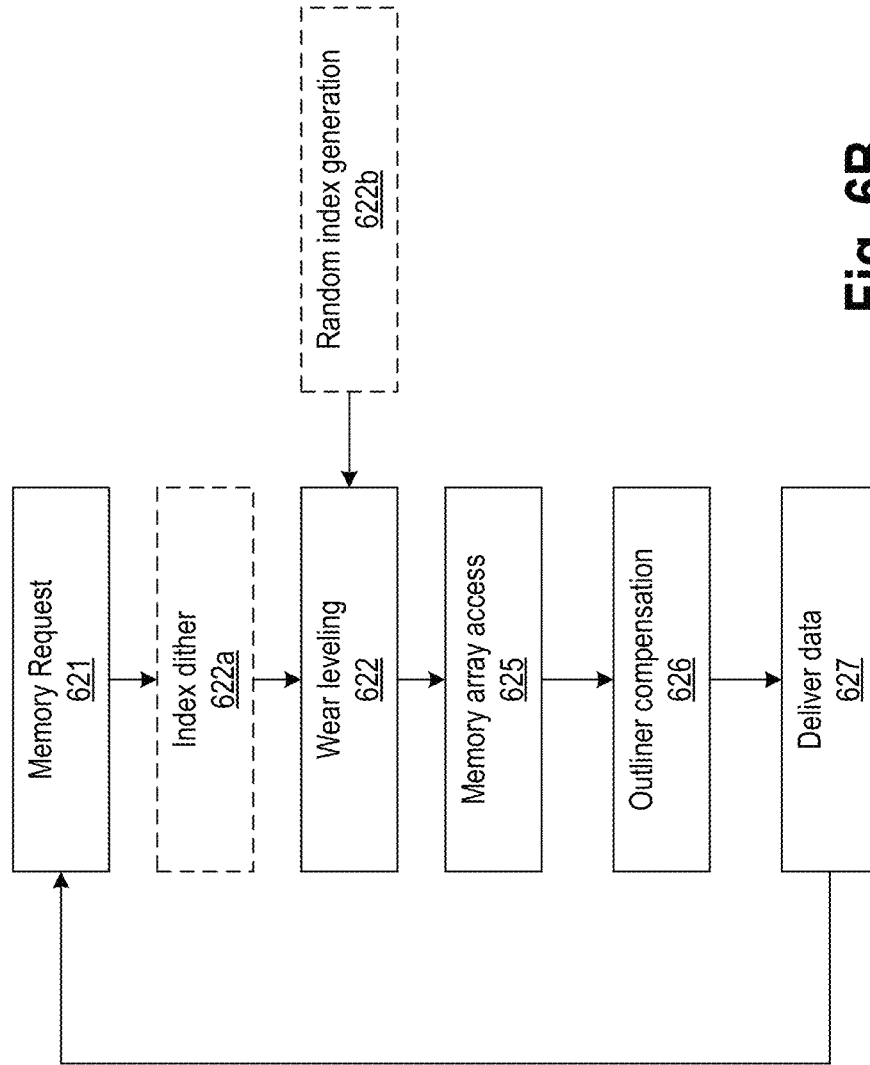 Memory Request
621
Index dither
622a
Wear leveling
622
Random index generation
622b
Memory array access
625
Outliner compensation
626
Deliver data
627
Fig. 6B